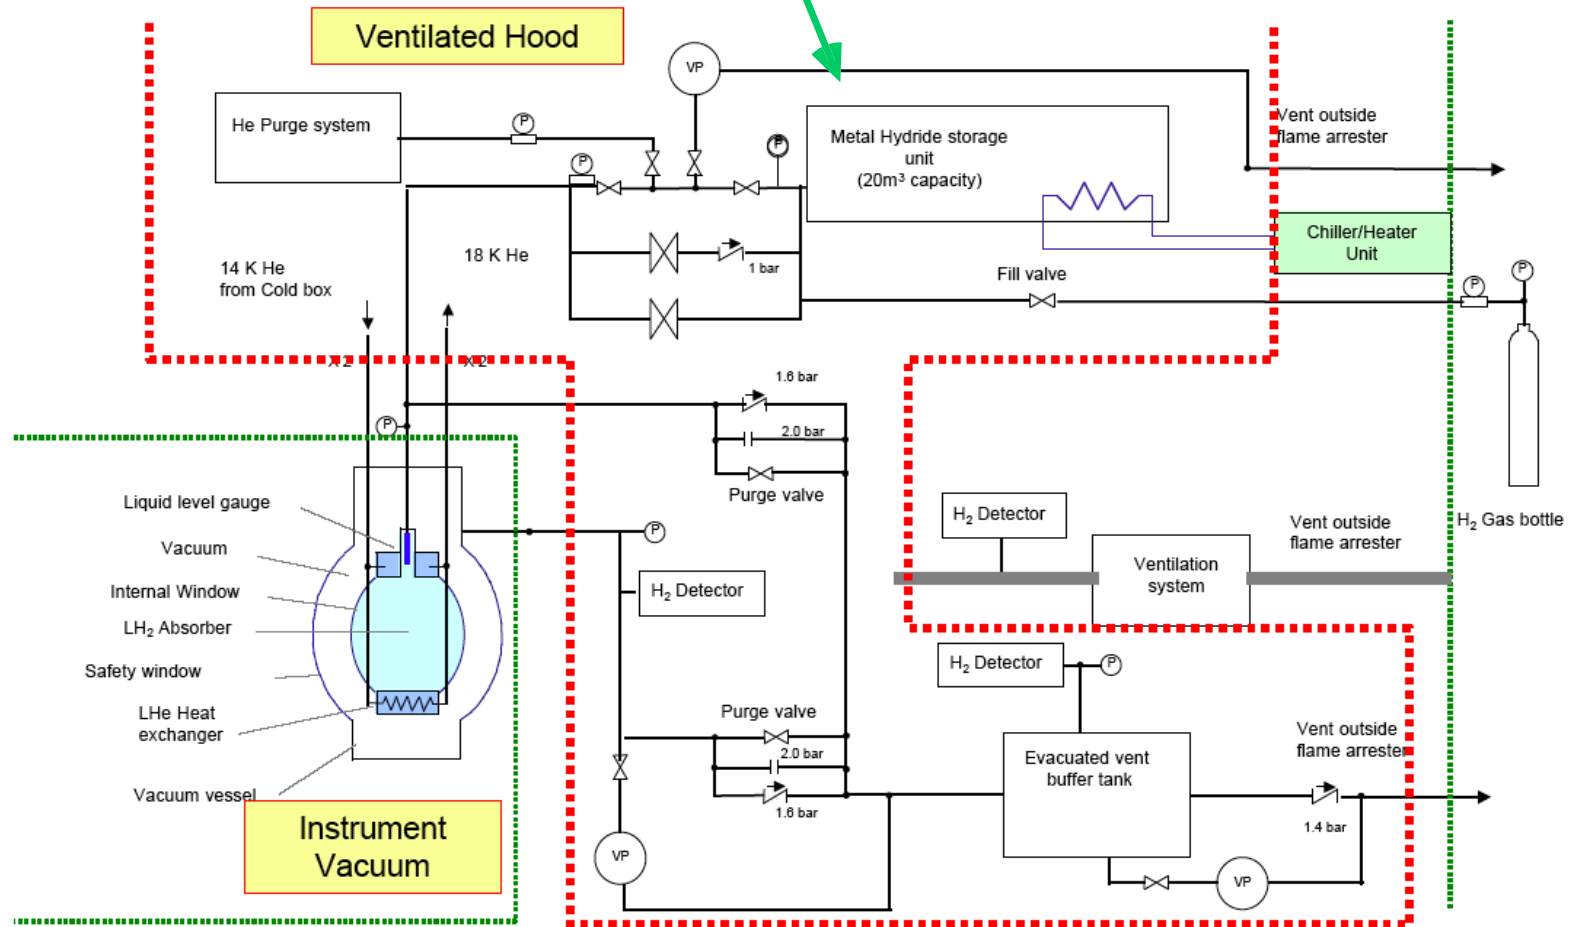 Ventilated Hood
VP
He Purge system
P
P
P
Metal Hydride storage
unit
(20m³ capacity)
Vent outside
flame arrester
Chiller/Heater
Unit
14 K He
from Cold box
18 K He
1 bar
Fill valve
P
P
X 2
X 2
1.6 bar
P
2.0 bar
Purge valve
Liquid level gauge
Vacuum
Internal Window
LH₂ Absorber
Safety window
LHe Heat
exchanger
Vacuum vessel
P
H₂ Detector
H₂ Detector
Ventilation
system
Vent outside
flame arrester
H₂ Gas bottle
H₂ Detector
P
Purge valve
2.0 bar
1.6 bar
Evacuated vent
buffer tank
Vent outside
flame arrester
1.4 bar
Instrument
Vacuum
VP
VP